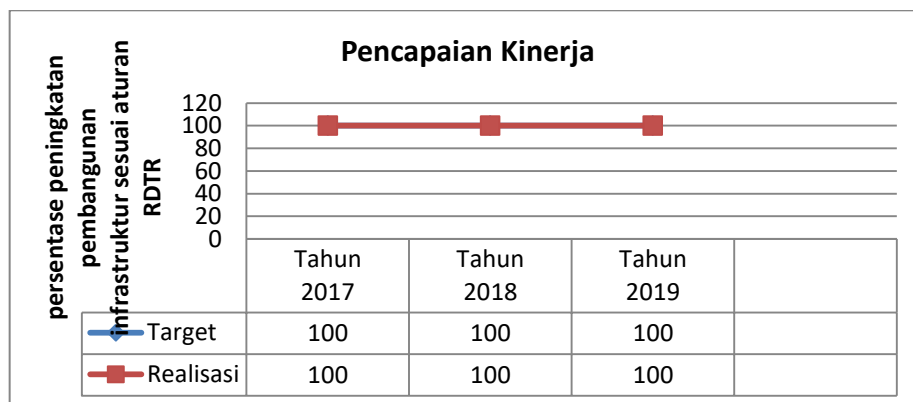 Pencapaian Kinerja
persentase peningkatan
pembangunan
infrastruktur sesuai aturan
RDTR
120
100
80
60
40
20
0
Tahun 2017 Tahun 2018 Tahun 2019
Target 100 100 100
Realisasi 100 100 100